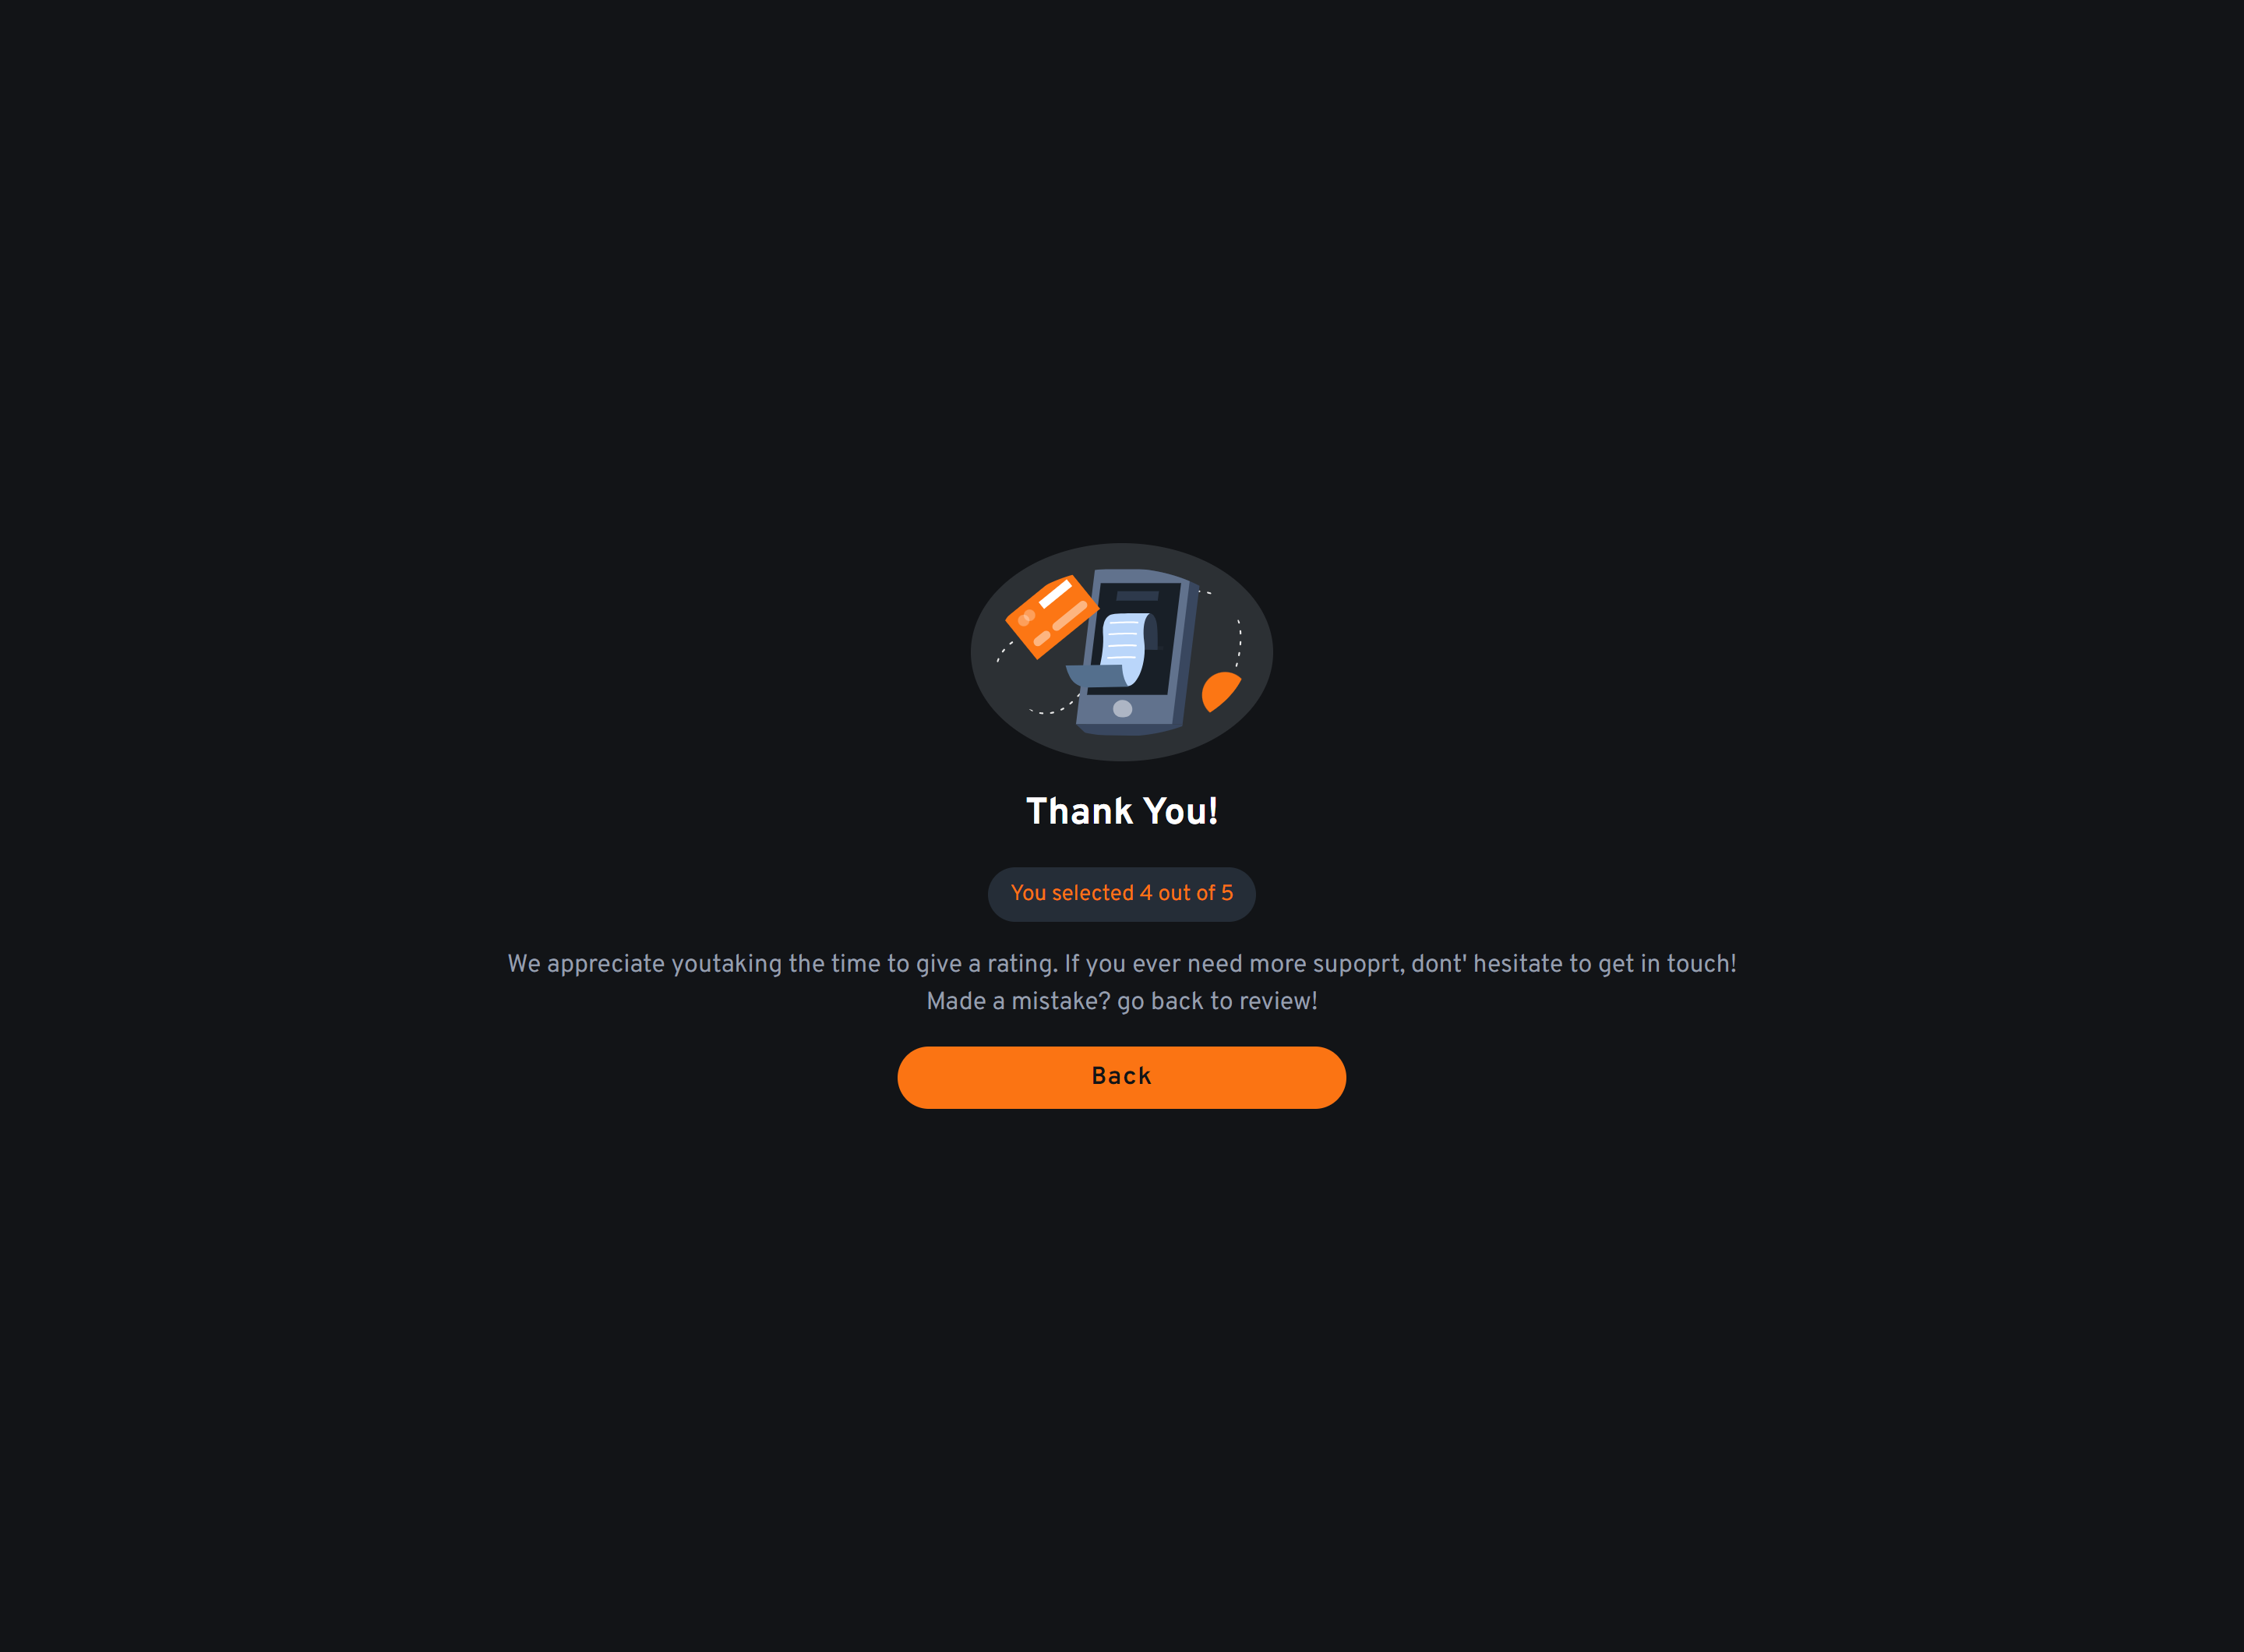 Thank You!
You selected 4 out of 5
We appreciate youtaking the time to give a rating. If you ever need more supoprt, dont' hesitate to get in touch!
Made a mistake? go back to review!
Back